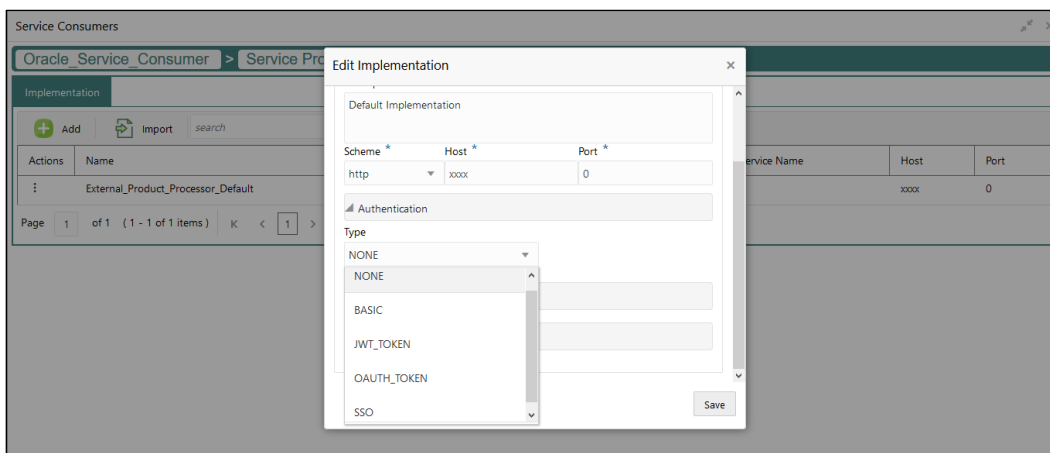 Service Consumers
Oracle_Service_Consumer > Service Pro
Implementation
Add Import search
Actions Name ervice Name Host Port
External_Product_Processor_Default xxxx 0
Page 1 of 1 (1 - 1 of 1 items) K < 1 >
Edit Implementation ×
Default Implementation
Scheme * Host * Port *
http xxxx 0
Authentication
Type
NONE
NONE
BASIC
JWT_TOKEN
OAUTH_TOKEN
SSO
Save